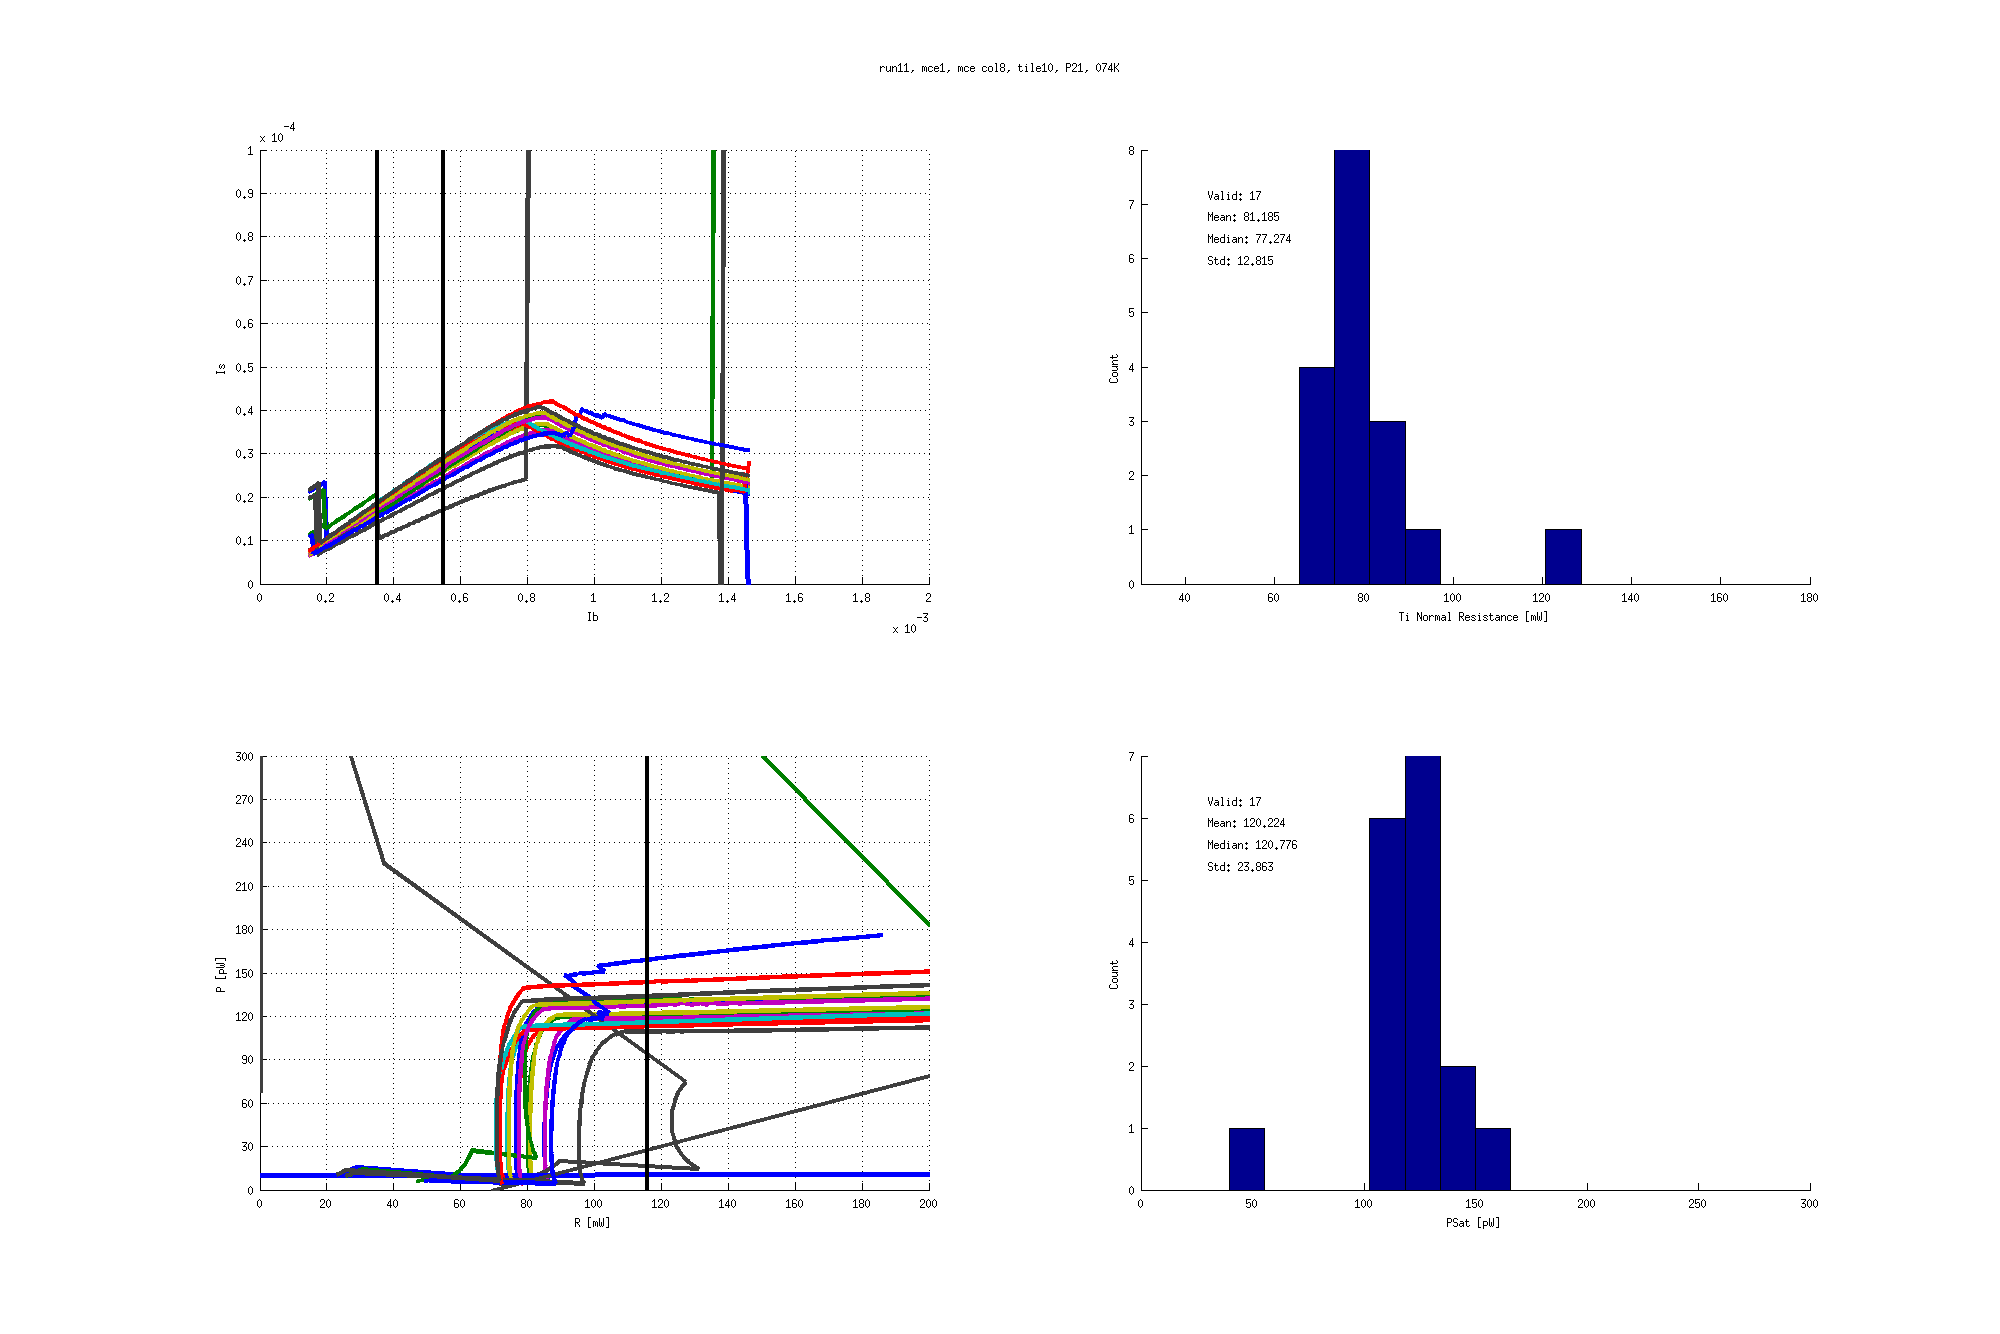 run11, mce1, mce col8, tile10, P21, 074K
x 10^-4
1
0.9
0.8
0.7
0.6
0.5
0.4
0.3
0.2
0.1
0
Is
0 0.2 0.4 0.6 0.8 1 1.2 1.4 1.6 1.8 2
Ib
x 10^-3
8
7
6
5
4
3
2
1
0
Count
Valid: 17
Mean: 81.185
Median: 77.274
Std: 12.815
40 60 80 100 120 140 160 180
Ti Normal Resistance [mW]
300
270
240
210
180
150
120
90
60
30
0
P [pW]
0 20 40 60 80 100 120 140 160 180 200
R [mW]
7
6
5
4
3
2
1
0
Count
Valid: 17
Mean: 120.224
Median: 120.776
Std: 23.863
0 50 100 150 200 250 300
PSat [pW]